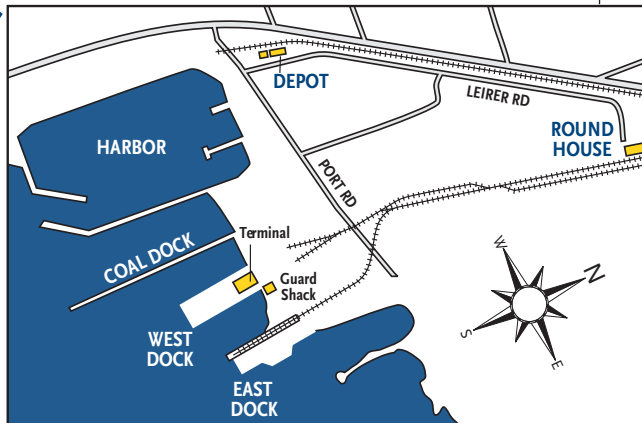 DEPOT
LEIRER RD
ROUND
HOUSE
HARBOR
PORT RD
COAL DOCK
Terminal
Guard
Shack
WEST
DOCK
EAST
DOCK
W
N
S
E